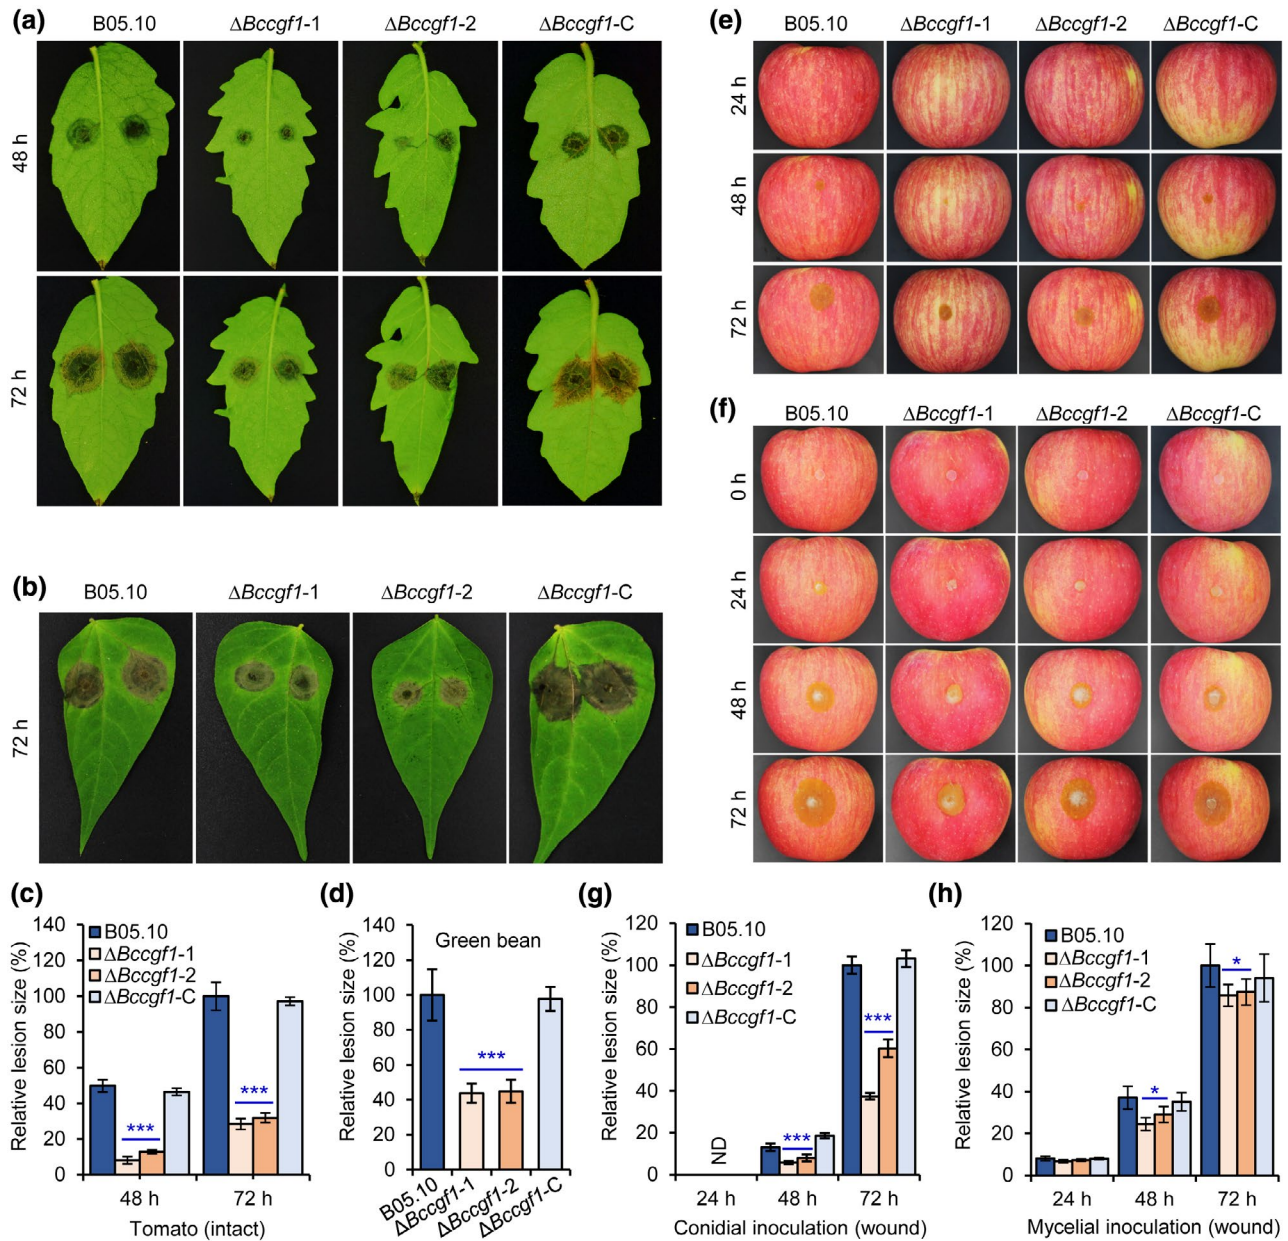 (a)
B05.10 ΔBccgf1-1 ΔBccgf1-2 ΔBccgf1-C
48 h
72 h
(b)
B05.10 ΔBccgf1-1 ΔBccgf1-2 ΔBccgf1-C
72 h
(c)
Relative lesion size (%)
140
120
100
80
60
40
20
0
B05.10
ΔBccgf1-1
ΔBccgf1-2
ΔBccgf1-C
***
***
48 h 72 h
Tomato (intact)
(d)
Relative lesion size (%)
140
120
100
80
60
40
20
0
Green bean
***
B05.10
ΔBccgf1-1
ΔBccgf1-2
ΔBccgf1-C
(e)
B05.10 ΔBccgf1-1 ΔBccgf1-2 ΔBccgf1-C
24 h
48 h
72 h
(f)
B05.10 ΔBccgf1-1 ΔBccgf1-2 ΔBccgf1-C
0 h
24 h
48 h
72 h
(g)
Relative lesion size (%)
120
100
80
60
40
20
0
B05.10
ΔBccgf1-1
ΔBccgf1-2
ΔBccgf1-C
ND
***
***
24 h 48 h 72 h
Conidial inoculation (wound)
(h)
Relative lesion size (%)
120
100
80
60
40
20
0
B05.10
ΔBccgf1-1
ΔBccgf1-2
ΔBccgf1-C
*
*
24 h 48 h 72 h
Mycelial inoculation (wound)